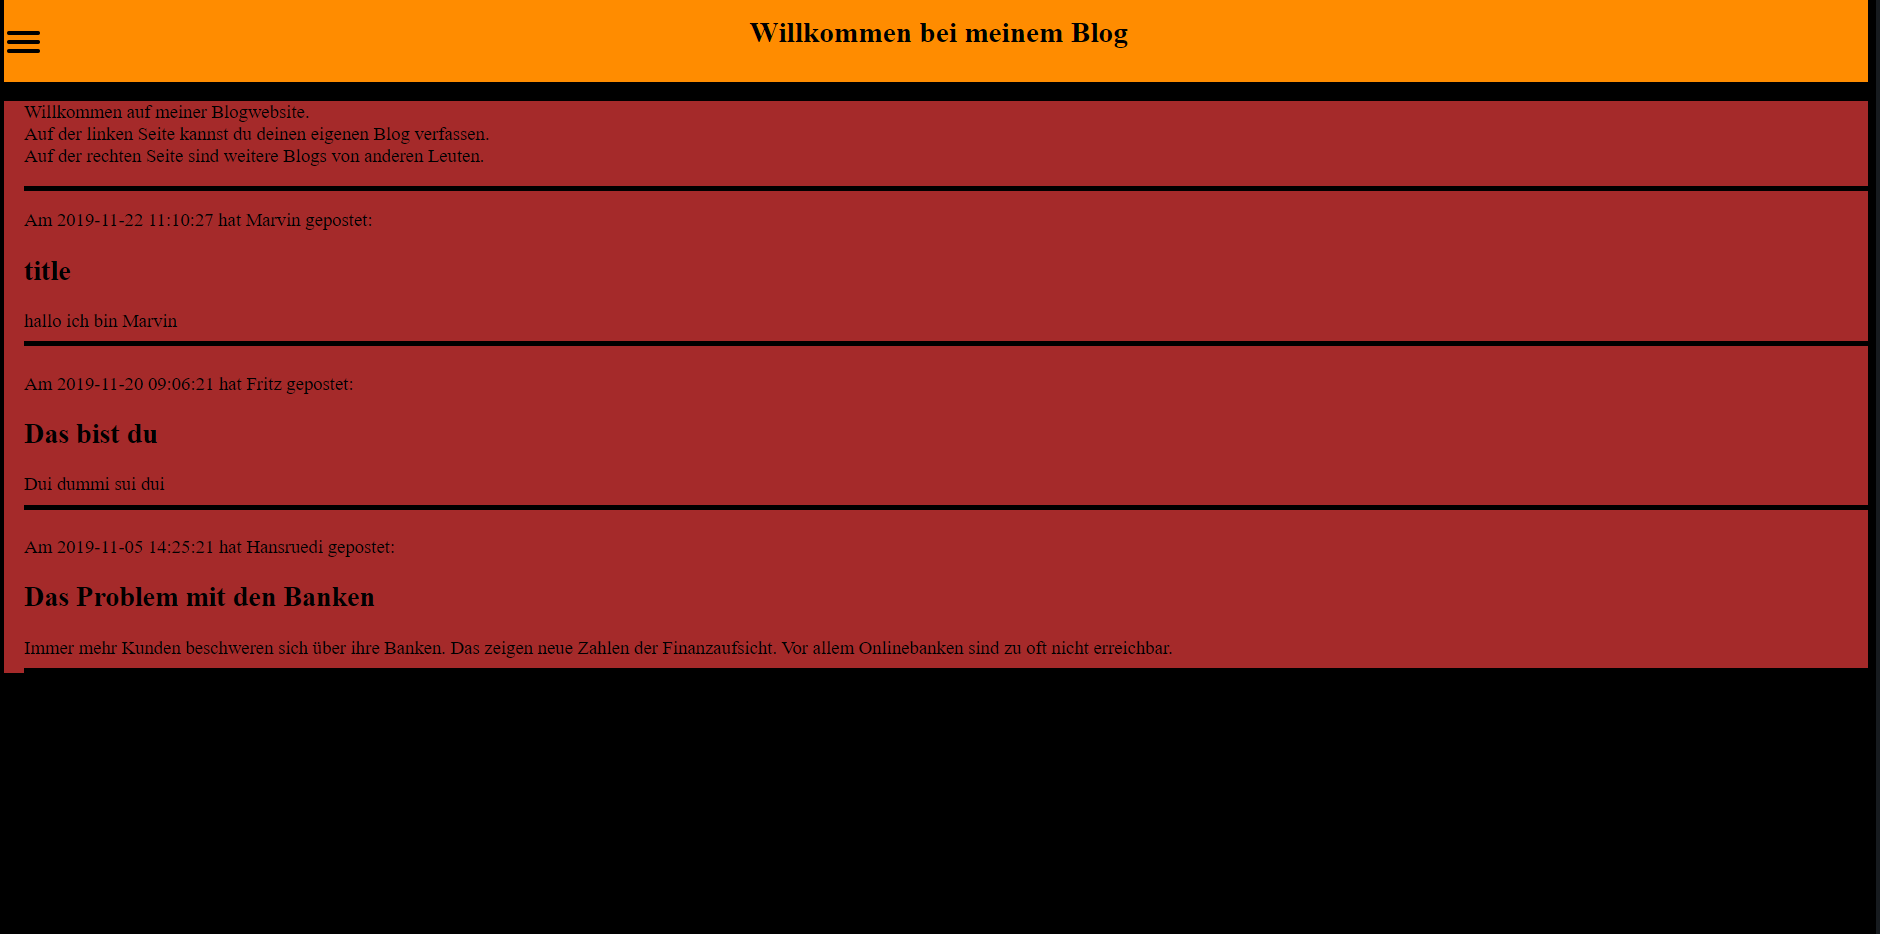 Willkommen bei meinem Blog
Willkommen auf meiner Blogwebsite.
Auf der linken Seite kannst du deinen eigenen Blog verfassen.
Auf der rechten Seite sind weitere Blogs von anderen Leuten.
Am 2019-11-22 11:10:27 hat Marvin gepostet:
title
hallo ich bin Marvin
Am 2019-11-20 09:06:21 hat Fritz gepostet:
Das bist du
Dui dummi sui dui
Am 2019-11-05 14:25:21 hat Hansruedi gepostet:
Das Problem mit den Banken
Immer mehr Kunden beschweren sich über ihre Banken. Das zeigen neue Zahlen der Finanzaufsicht. Vor allem Onlinebanken sind zu oft nicht erreichbar.